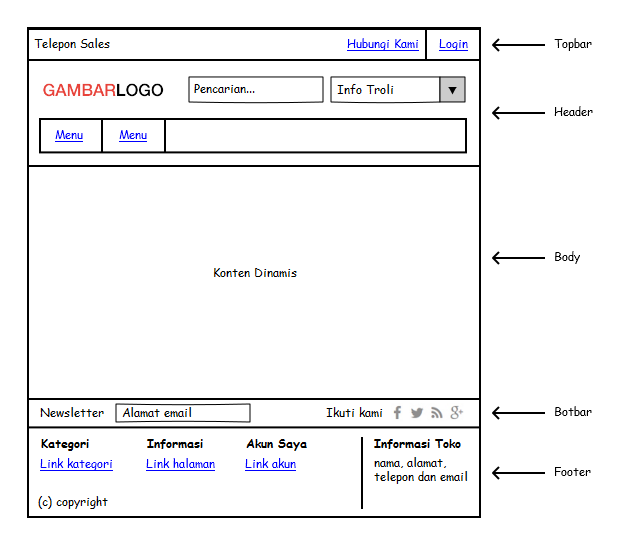 Telepon Sales
Hubungi Kami
Login
Topbar
GAMBARLOGO
Pencarian...
Info Troli
Header
Menu
Menu
Body
Konten Dinamis
Newsletter
Alamat email
Ikuti kami
Botbar
Kategori
Informasi
Akun Saya
Informasi Toko
Link kategori
Link halaman
Link akun
nama, alamat,
telepon dan email
Footer
(c) copyright